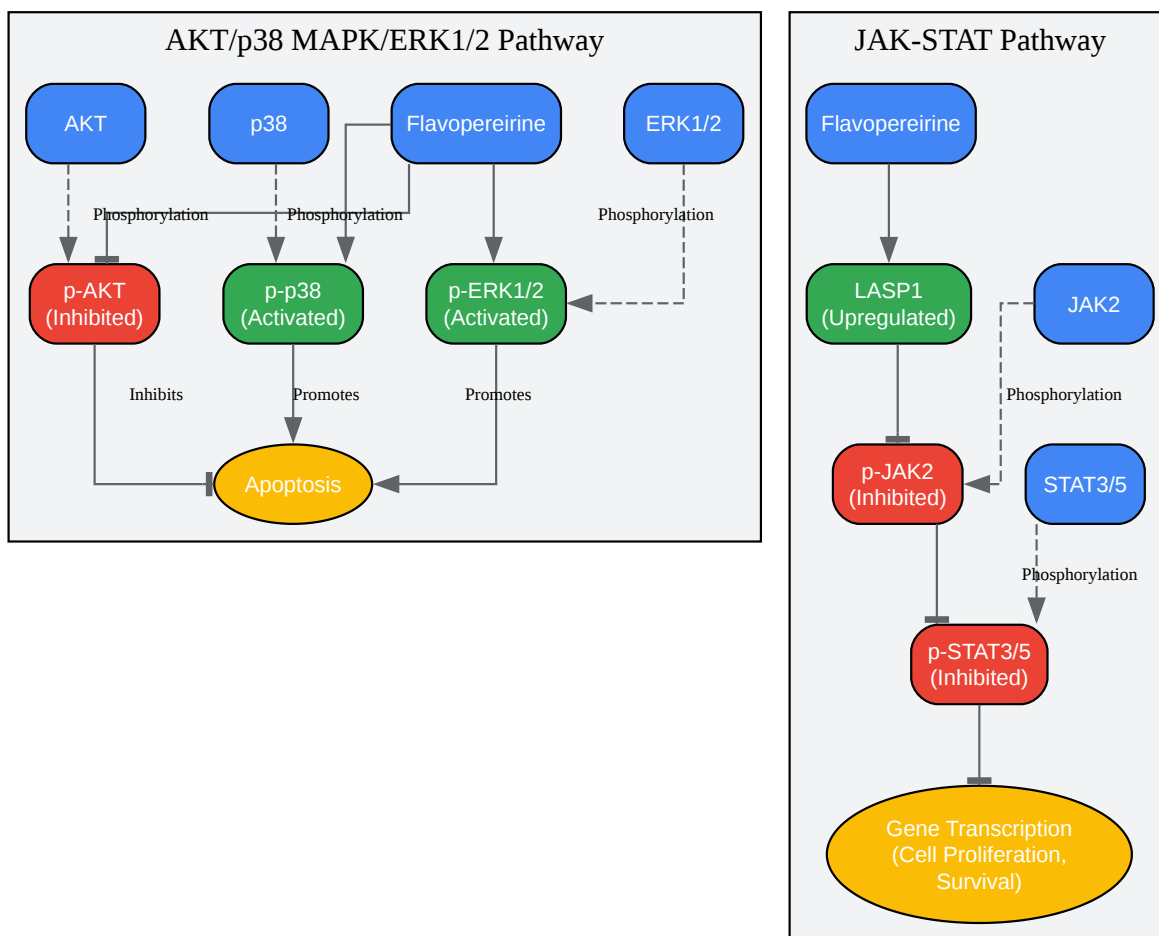 AKT/p38 MAPK/ERK1/2 Pathway
AKT
p38
Flavopereirine
ERK1/2
Phosphorylation
Phosphorylation
Phosphorylation
p-AKT
(Inhibited)
p-p38
(Activated)
p-ERK1/2
(Activated)
Inhibits
Promotes
Promotes
Apoptosis
JAK-STAT Pathway
Flavopereirine
LASP1
(Upregulated)
JAK2
Phosphorylation
p-JAK2
(Inhibited)
STAT3/5
Phosphorylation
p-STAT3/5
(Inhibited)
Gene Transcription
(Cell Proliferation,
Survival)